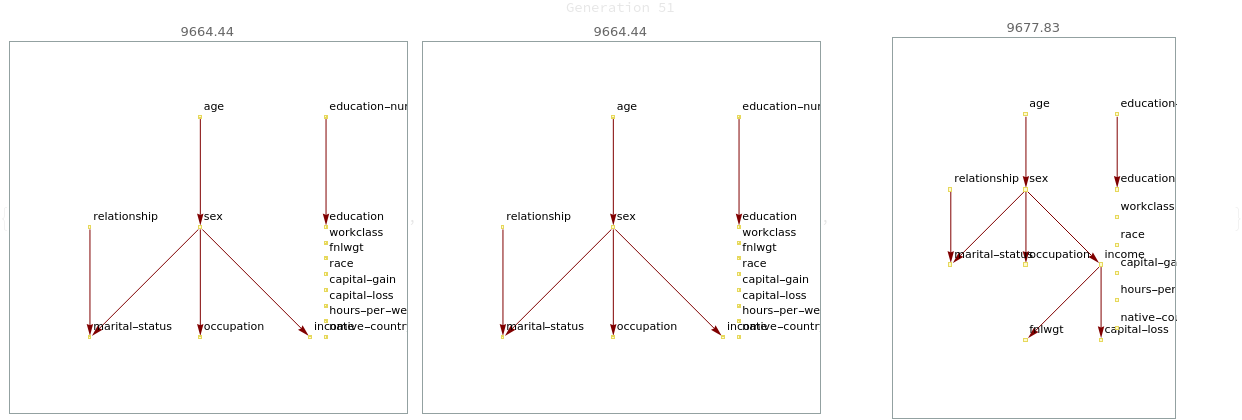 Generation 51
9664.44
age
education-nur
relationship
sex
education
workclass
fnlwgt
race
capital-gain
capital-loss
hours-per-we
native-countr
marital-status
occupation
income
9664.44
age
education-nur
relationship
sex
education
workclass
fnlwgt
race
capital-gain
capital-loss
hours-per-we
native-countr
marital-status
occupation
income
9677.83
age
education-
relationship
sex
education
workclass
race
marital-status
occupation
income
capital-ga
hours-per
native-co
fnlwgt
capital-loss